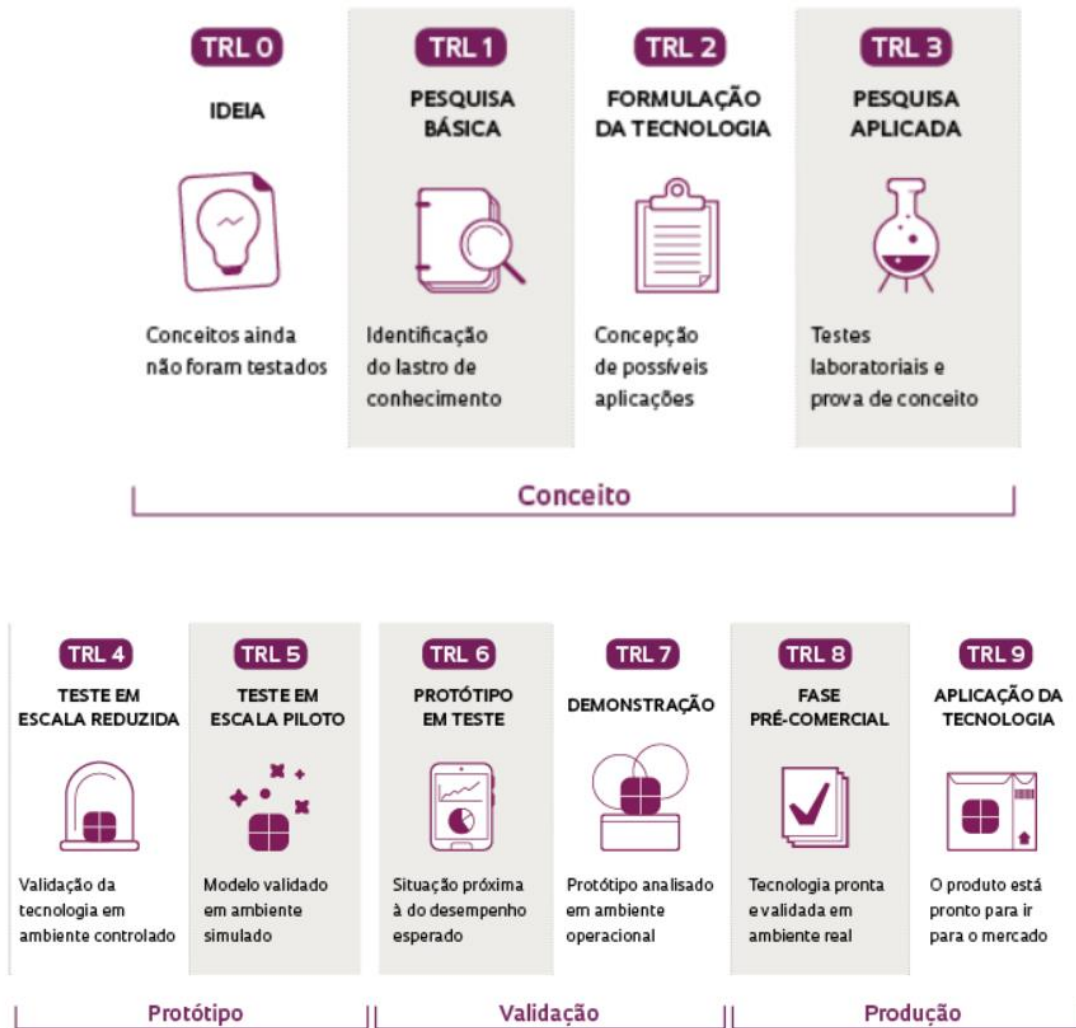 TRL 0
IDEIA
Conceitos ainda
não foram testados
TRL 1
PESQUISA
BÁSICA
Identificação
do lastro de
conhecimento
TRL 2
FORMULAÇÃO
DA TECNOLOGIA
Concepção
de possíveis
aplicações
TRL 3
PESQUISA
APLICADA
Testes
laboratoriais e
prova de conceito
Conceito
TRL 4
TESTE EM
ESCALA REDUZIDA
Validação da
tecnologia em
ambiente controlado
TRL 5
TESTE EM
ESCALA PILOTO
Modelo validado
em ambiente
simulado
TRL 6
PROTÓTIPO
EM TESTE
Situação próxima
à do desempenho
esperado
TRL 7
DEMONSTRAÇÃO
Protótipo analisado
em ambiente
operacional
TRL 8
FASE
PRÉ-COMERCIAL
Tecnologia pronta
e validada em
ambiente real
TRL 9
APLICAÇÃO DA
TECNOLOGIA
O produto está
pronto para ir
para o mercado
Protótipo
Validação
Produção